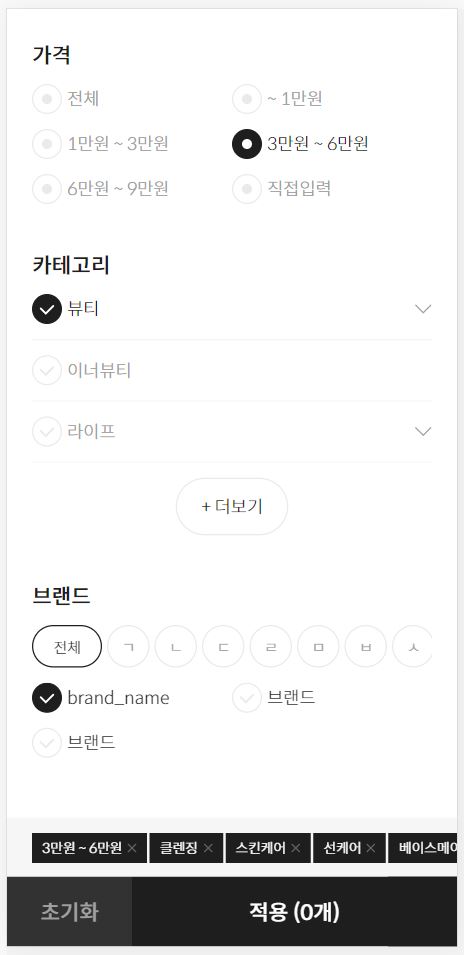 가격
전체 ~ 1만원
1만원 ~ 3만원 3만원 ~ 6만원
6만원 ~ 9만원 직접입력
카테고리
뷰티
이너뷰티
라이프
+ 더보기
브랜드
전체 ㄱ ㄴ ㄷ ㄹ ㅁ ㅂ ㅅ
brand_name 브랜드
브랜드
3만원 ~ 6만원 × 클렌징 × 스킨케어 × 선케어 × 베이스메이
초기화 적용 (0개)